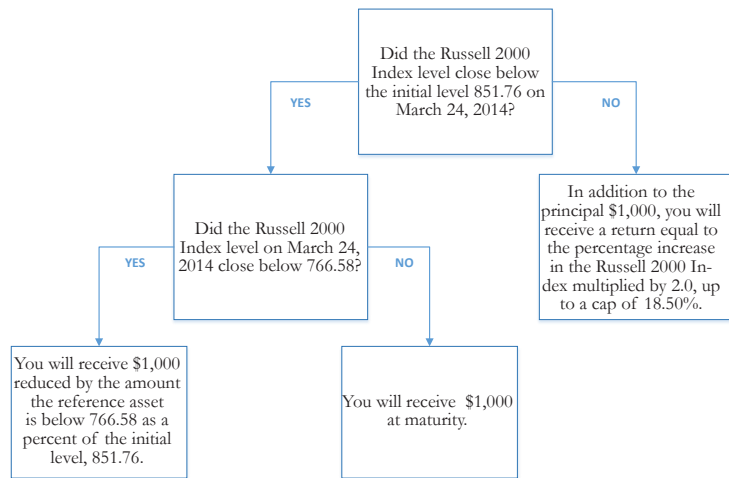 Did the Russell 2000
Index level close below
the initial level 851.76 on
March 24, 2014?
YES
NO
Did the Russell 2000
Index level on March 24,
2014 close below 766.58?
In addition to the
principal $1,000, you will
receive a return equal to
the percentage increase
in the Russell 2000 In-
dex multiplied by 2.0, up
to a cap of 18.50%.
YES
NO
You will receive $1,000
reduced by the amount
the reference asset
is below 766.58 as a
percent of the initial
level, 851.76.
You will receive $1,000
at maturity.